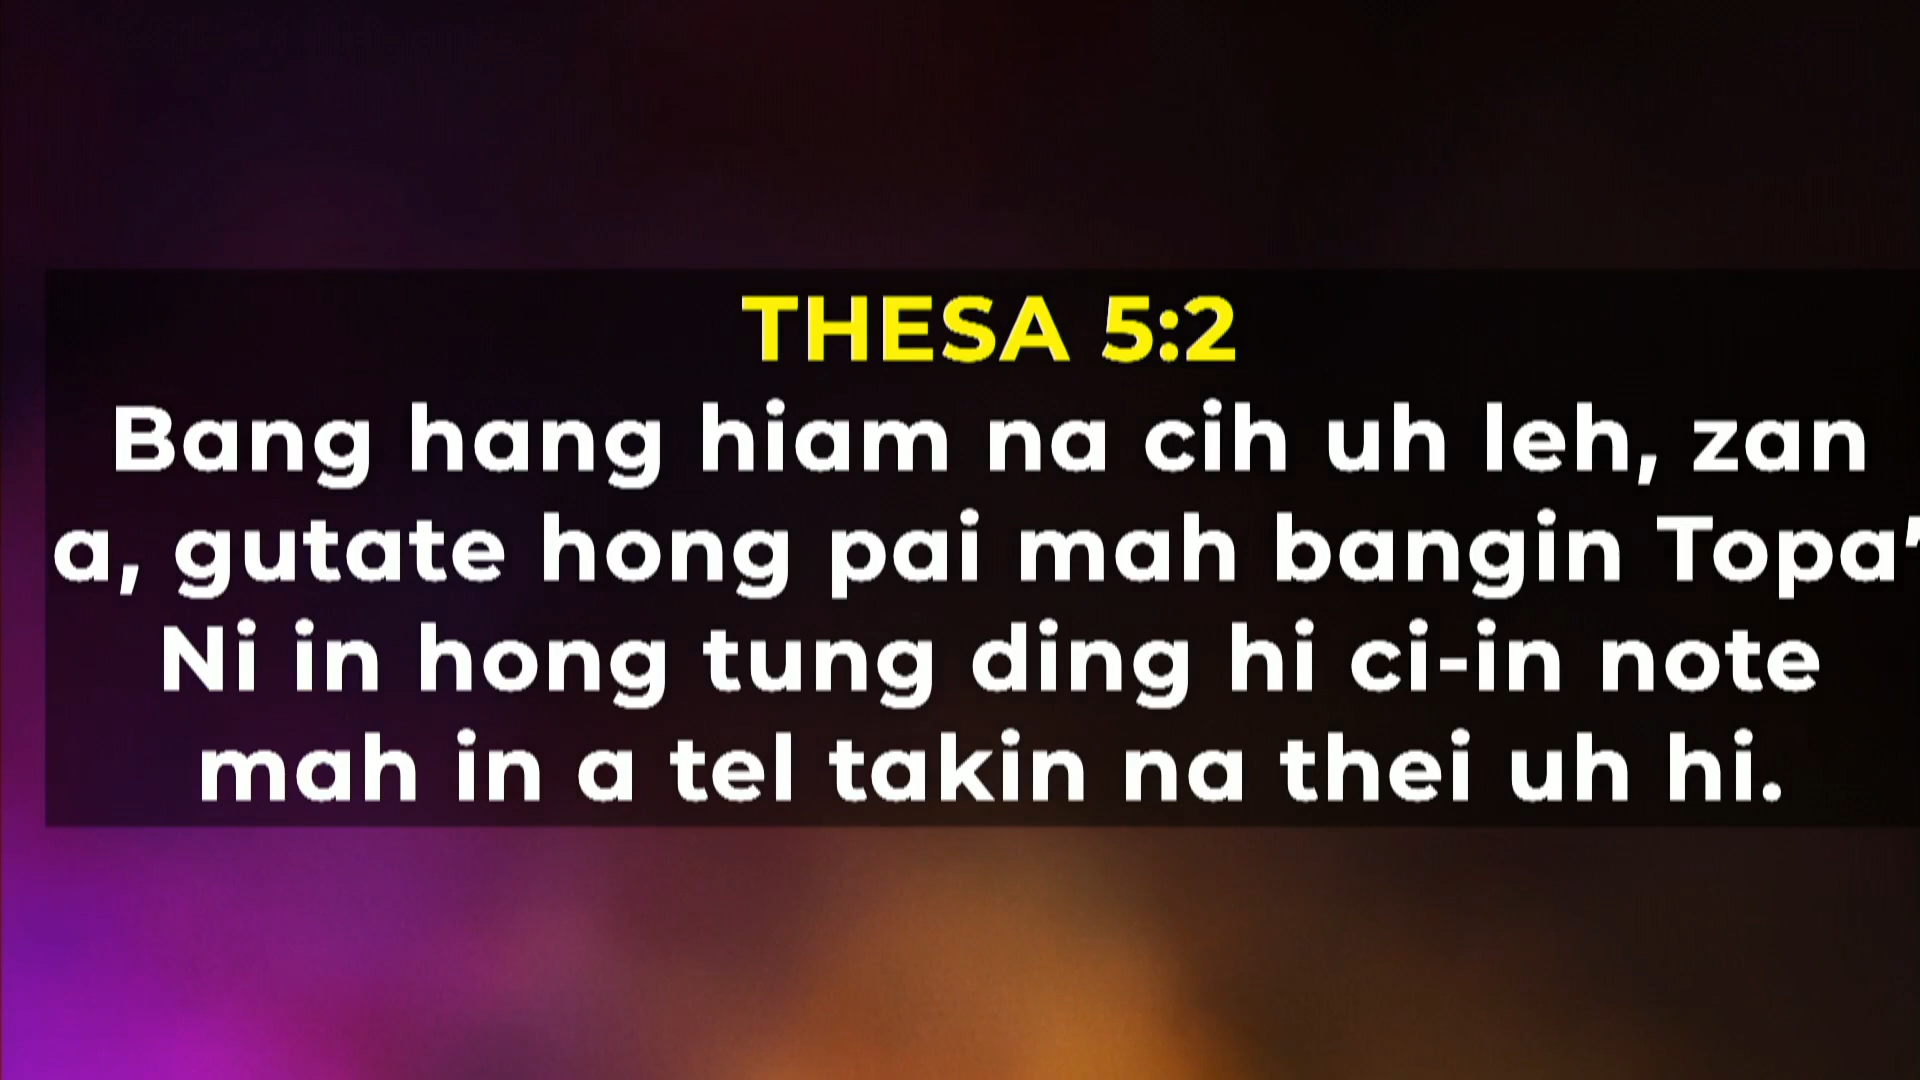 THESA 5:2
Bang hang hiam na cih uh leh, zan
a, gutate hong pai mah bangin Topa’
Ni in hong tung ding hi ci-in note
mah in a tel takin na thei uh hi.